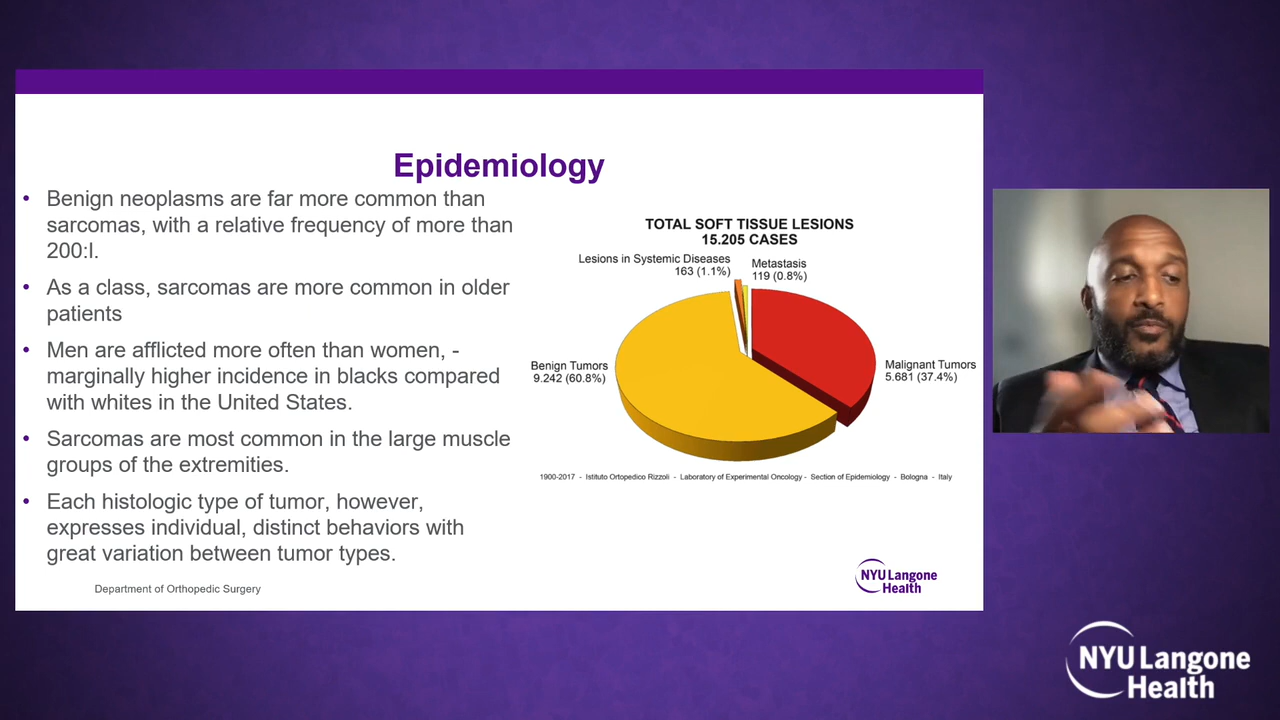 Epidemiology
• Benign neoplasms are far more common than
sarcomas, with a relative frequency of more than
200:l.
• As a class, sarcomas are more common in older
patients
• Men are afflicted more often than women, -
marginally higher incidence in blacks compared
with whites in the United States.
• Sarcomas are most common in the large muscle
groups of the extremities.
• Each histologic type of tumor, however,
expresses individual, distinct behaviors with
great variation between tumor types.
TOTAL SOFT TISSUE LESIONS
15.205 CASES
Lesions in Systemic Diseases
163 (1.1%)
Metastasis
119 (0.8%)
Benign Tumors
9.242 (60.8%)
Malignant Tumors
5.681 (37.4%)
1900-2017 - Istituto Ortopedico Rizzoli - Laboratory of Experimental Oncology - Section of Epidemiology - Bologna - Italy
Department of Orthopedic Surgery
NYU Langone
Health
NYU Langone
Health